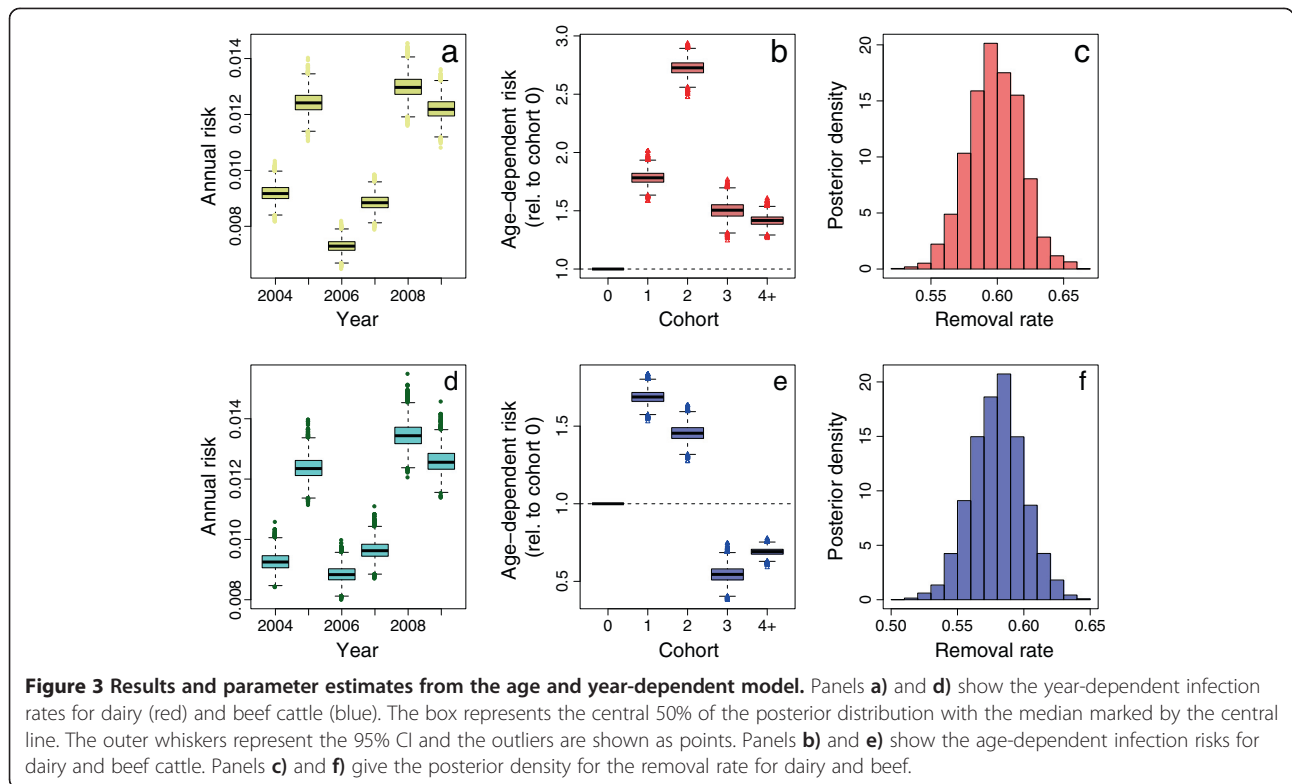 a
Annual risk
0.008 0.010 0.012 0.014
2004 2006 2008
Year
b
Age-dependent risk
(rel. to cohort 0)
1.0 1.5 2.0 2.5 3.0
0 1 2 3 4+
Cohort
c
Posterior density
0 5 10 15 20
0.55 0.60 0.65
Removal rate
d
Annual risk
0.008 0.010 0.012 0.014
2004 2006 2008
Year
e
Age-dependent risk
(rel. to cohort 0)
0.5 1.0 1.5
0 1 2 3 4+
Cohort
f
Posterior density
0 5 10 15 20
0.50 0.55 0.60 0.65
Removal rate
Figure 3 Results and parameter estimates from the age and year-dependent model. Panels a) and d) show the year-dependent infection
rates for dairy (red) and beef cattle (blue). The box represents the central 50% of the posterior distribution with the median marked by the central
line. The outer whiskers represent the 95% CI and the outliers are shown as points. Panels b) and e) show the age-dependent infection risks for
dairy and beef cattle. Panels c) and f) give the posterior density for the removal rate for dairy and beef.